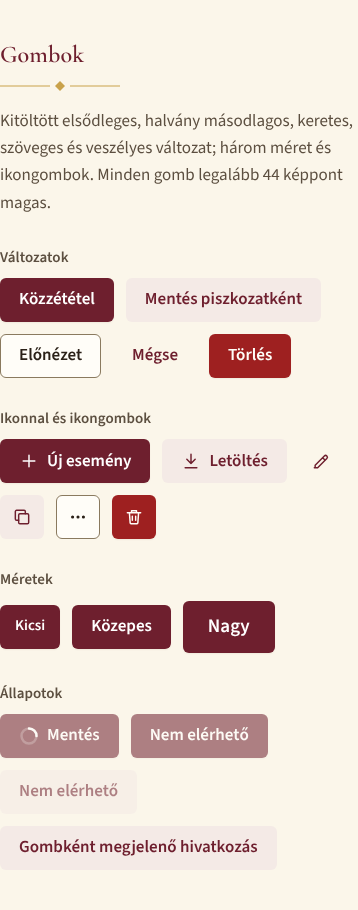 Gombok
Kitöltött elsődleges, halvány másodlagos, keretes,
szöveges és veszélyes változat; három méret és
ikongombok. Minden gomb legalább 44 képpont
magas.
Változatok
Közzététel
Mentés piszkozatként
Előnézet
Mégse
Törlés
Ikonnal és ikongombok
Új esemény
Letöltés
Méretek
Kicsi
Közepes
Nagy
Állapotok
Mentés
Nem elérhető
Nem elérhető
Gombként megjelenő hivatkozás